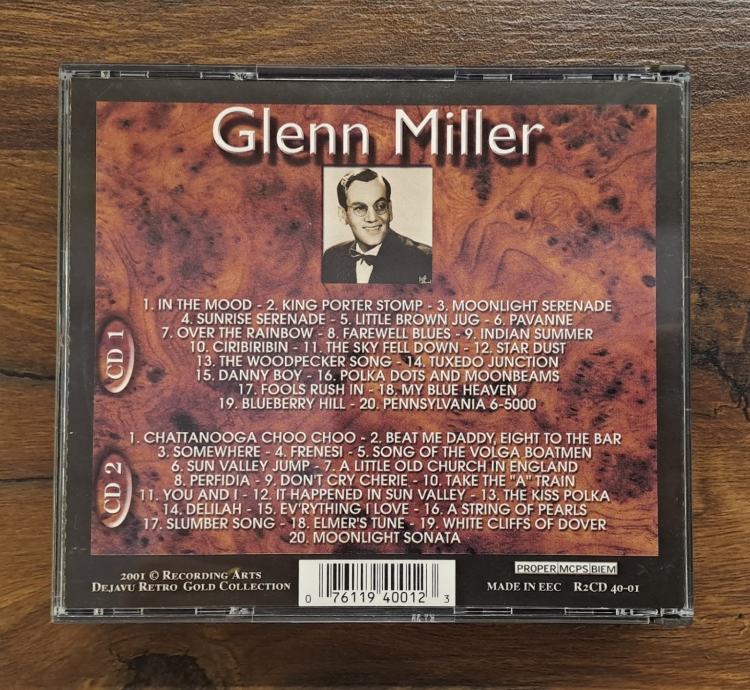 Glenn Miller
CD 1
1. IN THE MOOD - 2. KING PORTER STOMP - 3. MOONLIGHT SERENADE
4. SUNRISE SERENADE - 5. LITTLE BROWN JUG - 6. PAVANNE
7. OVER THE RAINBOW - 8. FAREWELL BLUES - 9. INDIAN SUMMER
10. CIRIBIRIBIN - 11. THE SKY FELL DOWN - 12. STAR DUST
13. THE WOODPECKER SONG - 14. TUXEDO JUNCTION
15. DANNY BOY - 16. POLKA DOTS AND MOONBEAMS
17. FOOLS RUSH IN - 18. MY BLUE HEAVEN
19. BLUEBERRY HILL - 20. PENNSYLVANIA 6-5000
CD 2
1. CHATTANOOGA CHOO CHOO - 2. BEAT ME DADDY, EIGHT TO THE BAR
3. SOMEWHERE - 4. FRENESI - 5. SONG OF THE VOLGA BOATMEN
6. SUN VALLEY JUMP - 7. A LITTLE OLD CHURCH IN ENGLAND
8. PERFIDIA - 9. DON'T CRY CHERIE - 10. TAKE THE "A" TRAIN
11. YOU AND I - 12. IT HAPPENED IN SUN VALLEY - 13. THE KISS POLKA
14. DELILAH - 15. EV'RYTHING I LOVE - 16. A STRING OF PEARLS
17. SLUMBER SONG - 18. ELMER'S TUNE - 19. WHITE CLIFFS OF DOVER
20. MOONLIGHT SONATA
2001 © RECORDING ARTS
DEJAVU RETRO GOLD COLLECTION
0 76119 40012 3
PROPER MCPS BIEM
MADE IN EEC R2CD 40-01